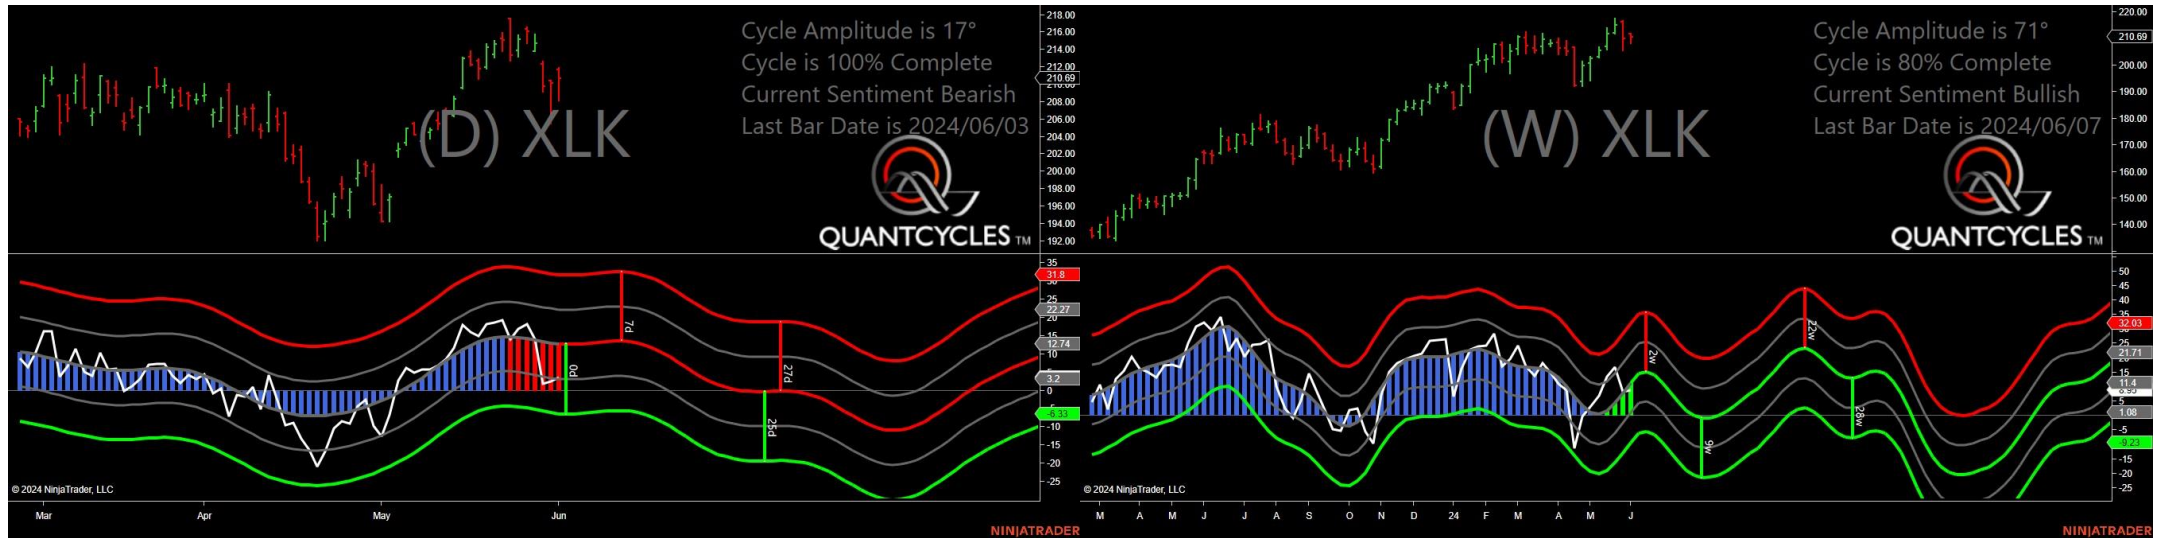 Cycle Amplitude is 17°
Cycle is 100% Complete
Current Sentiment Bearish
Last Bar Date is 2024/06/03
(D) XLK
QUANTCYCLES TM
218.00
216.00
214.00
212.00
210.69
208.00
206.00
204.00
202.00
200.00
198.00
196.00
194.00
192.00
35
31.8
25
22.27
20
15
12.74
10
3.2
0
-6.33
-10
-15
-20
-25
7d
0d
27d
25d
© 2024 NinjaTrader, LLC
Mar Apr May Jun
NINJATRADER
Cycle Amplitude is 71°
Cycle is 80% Complete
Current Sentiment Bullish
Last Bar Date is 2024/06/07
(W) XLK
QUANTCYCLES TM
220.00
210.69
200.00
190.00
180.00
170.00
160.00
150.00
140.00
50
45
40
35
32.03
25
21.71
11.4
5
1.08
-5
-9.23
-15
-20
-25
2w
9w
22w
28w
© 2024 NinjaTrader, LLC
M A M J J A S O N D 24 F M A M J
NINJATRADER